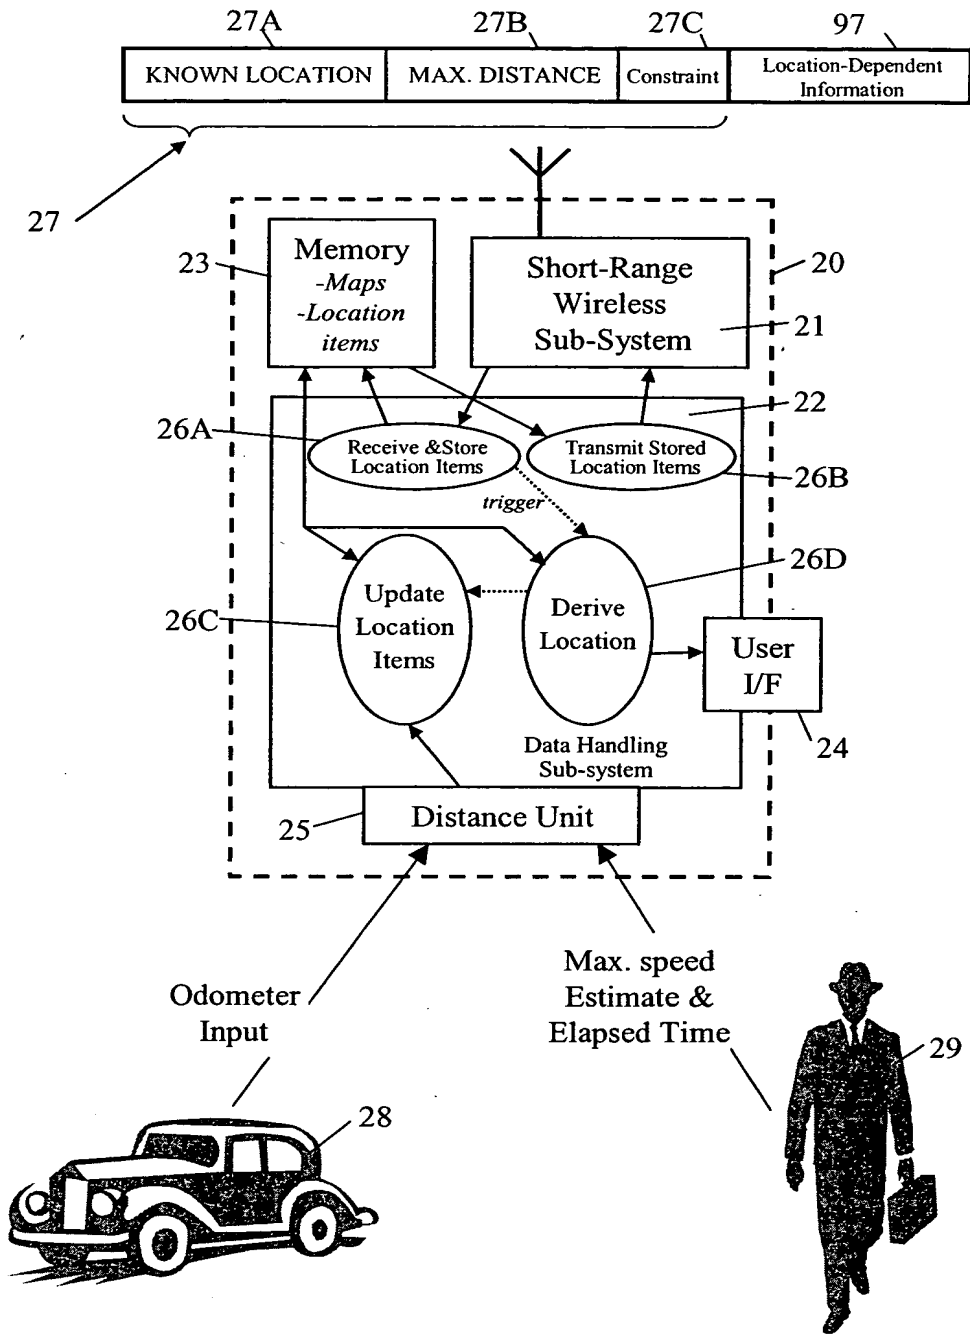 27A
27B
27C
97
KNOWN LOCATION
MAX. DISTANCE
Constraint
Location-Dependent
Information
27
Memory
-Maps
-Location
items
23
Short-Range
Wireless
Sub-System
20
21
22
26A
Receive &Store
Location Items
Transmit Stored
Location Items
26B
trigger
26D
Update
Location
Items
26C
Derive
Location
User
I/F
24
Data Handling
Sub-system
25
Distance Unit
Odometer
Input
Max. speed
Estimate &
Elapsed Time
29
28